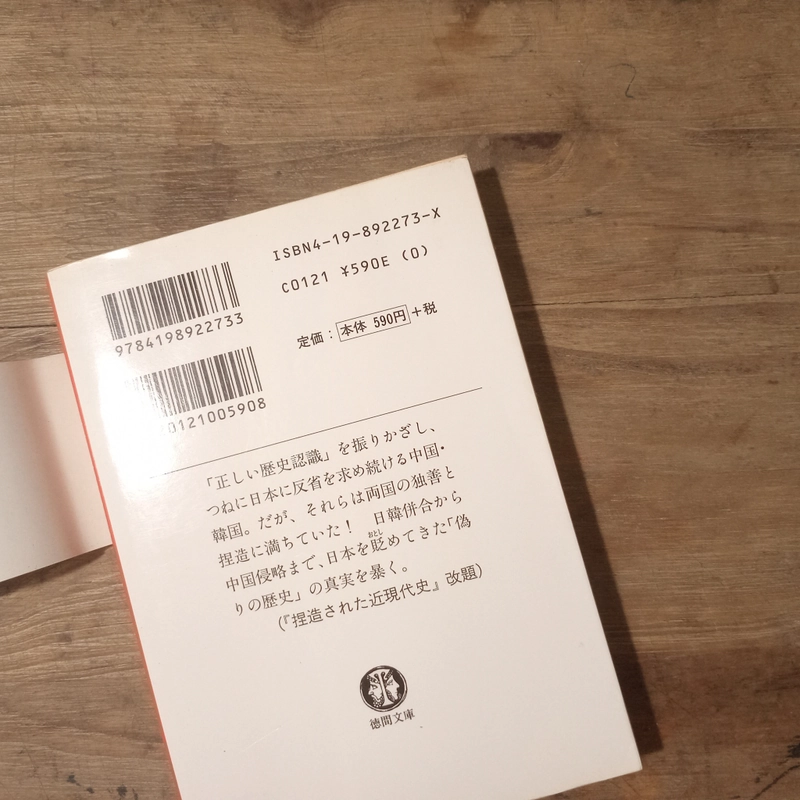 ISBN4-19-892273-X
C0121 ¥590E (0)
定価：本体 590円＋税
9784198922733
0121005908
「正しい歴史認識」を振りかざし、
つねに日本に反省を求め続ける中国・
韓国。だが、それらは両国の独善と
捏造に満ちていた！　日韓併合から
中国侵略まで、日本を貶めてきた「偽
おとし
りの歴史」の真実を暴く。
(『捏造された近現代史』改題)
徳間文庫